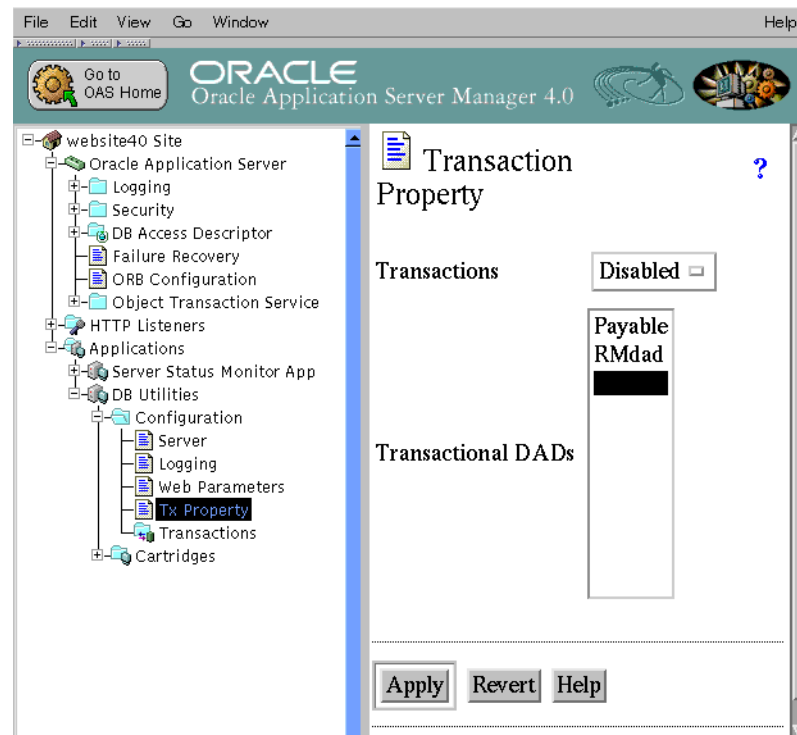 File Edit View Go Window Help
Go to
OAS Home
ORACLE
Oracle Application Server Manager 4.0
website40 Site
Oracle Application Server
Logging
Security
DB Access Descriptor
Failure Recovery
ORB Configuration
Object Transaction Service
HTTP Listeners
Applications
Server Status Monitor App
DB Utilities
Configuration
Server
Logging
Web Parameters
Tx Property
Transactions
Cartridges
Transaction
Property
?
Transactions Disabled
Payable
RMdad
Transactional DADs
Apply Revert Help